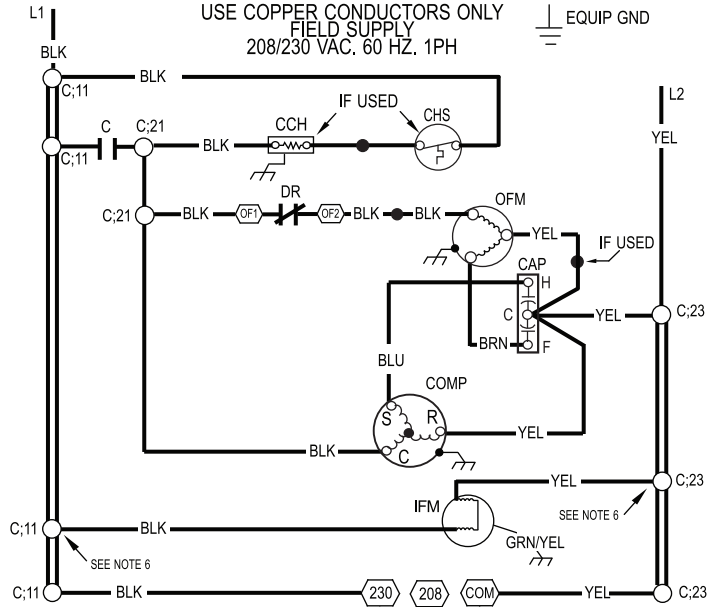 USE COPPER CONDUCTORS ONLY
FIELD SUPPLY
208/230 VAC. 60 HZ. 1PH
EQUIP GND
L1
BLK
BLK
C;11
IF USED
L2
C
C;21
CCH
CHS
C;11
BLK
YEL
DR
OFM
C;21
BLK
OF1
OF2
BLK
BLK
YEL
IF USED
CAP
H
C
YEL
C;23
BRN
F
BLU
COMP
S
R
YEL
C
BLK
YEL
C;23
IFM
SEE NOTE 6
C;11
BLK
GRN/YEL
SEE NOTE 6
C;11
BLK
230
208
COM
YEL
C;23